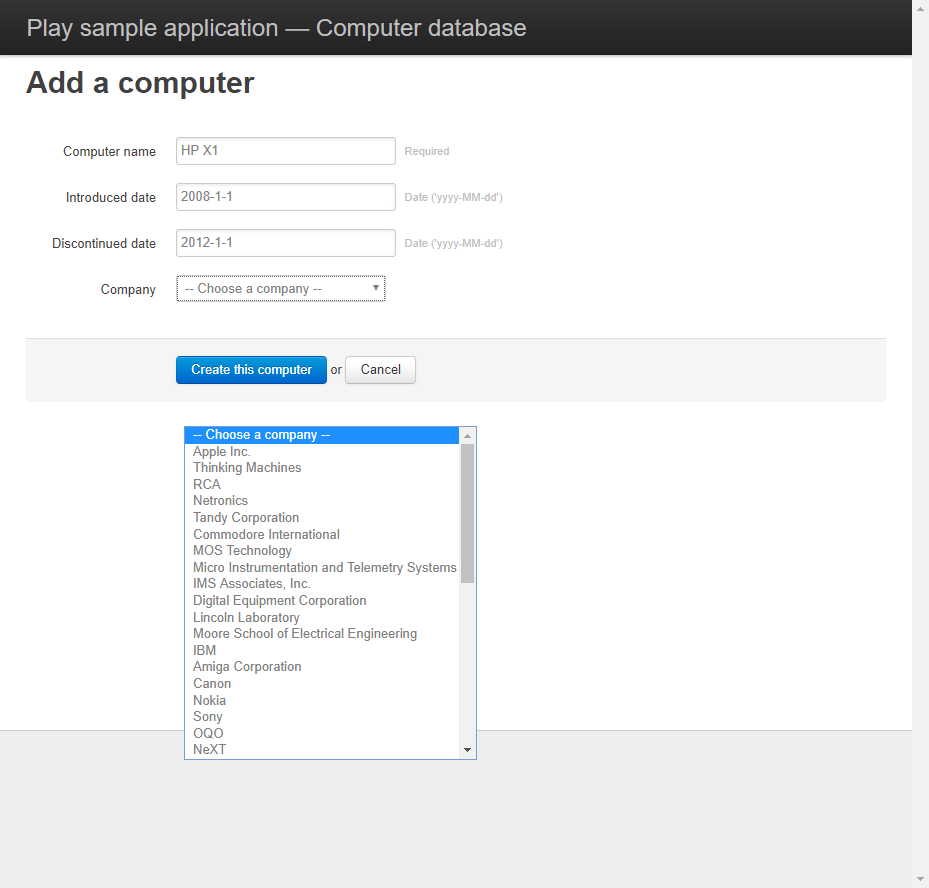 Play sample application — Computer database
Add a computer
Computer name HP X1 Required
Introduced date 2008-1-1 Date ('yyyy-MM-dd')
Discontinued date 2012-1-1 Date ('yyyy-MM-dd')
Company -- Choose a company --
Create this computer or Cancel
-- Choose a company --
Apple Inc.
Thinking Machines
RCA
Netronics
Tandy Corporation
Commodore International
MOS Technology
Micro Instrumentation and Telemetry Systems
IMS Associates, Inc.
Digital Equipment Corporation
Lincoln Laboratory
Moore School of Electrical Engineering
IBM
Amiga Corporation
Canon
Nokia
Sony
OQO
NeXT